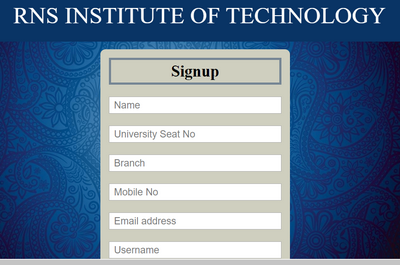 RNS INSTITUTE OF TECHNOLOGY
Signup
Name
University Seat No
Branch
Mobile No
Email address
Username